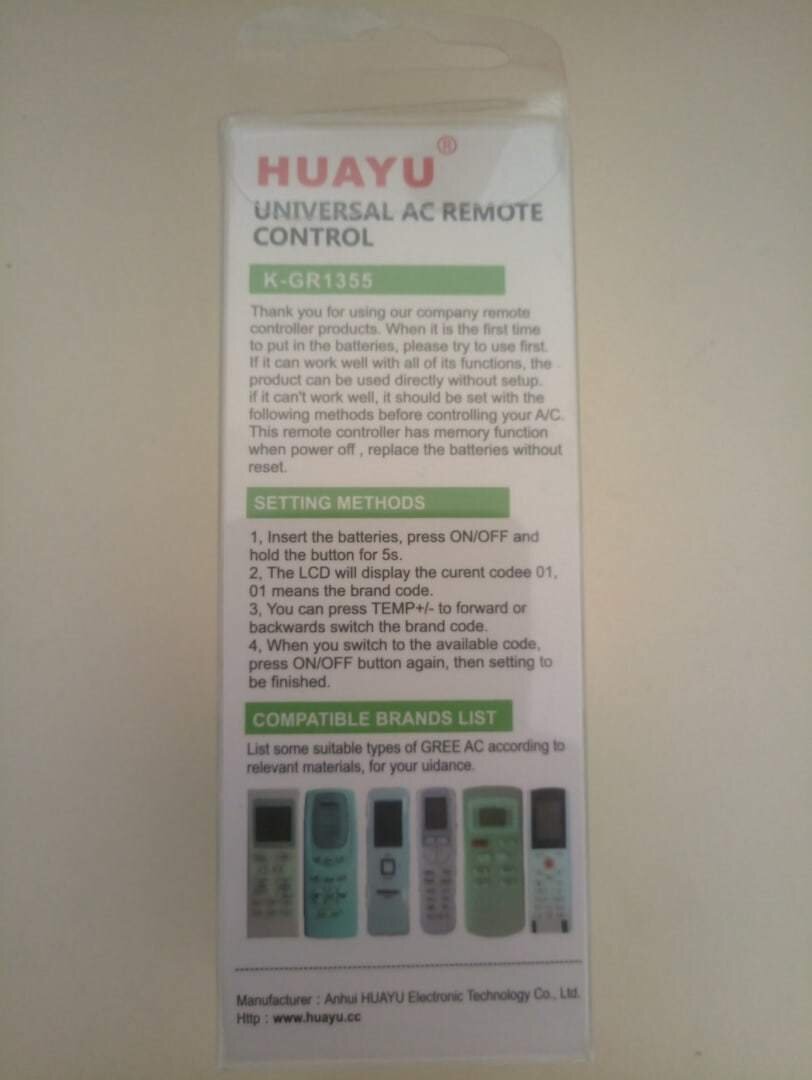 HUAYU®
UNIVERSAL AC REMOTE
CONTROL
K-GR1355
Thank you for using our company remote
controller products. When it is the first time
to put in the batteries, please try to use first.
If it can work well with all of its functions, the
product can be used directly without setup.
if it can't work well, it should be set with the
following methods before controlling your A/C.
This remote controller has memory function
when power off , replace the batteries without
reset.
SETTING METHODS
1, Insert the batteries, press ON/OFF and
hold the button for 5s.
2, The LCD will display the curent codee 01,
01 means the brand code.
3, You can press TEMP+/- to forward or
backwards switch the brand code.
4, When you switch to the available code,
press ON/OFF button again, then setting to
be finished.
COMPATIBLE BRANDS LIST
List some suitable types of GREE AC according to
relevant materials, for your uidance.
Manufacturer : Anhui HUAYU Electronic Technology Co., Ltd.
Http : www.huayu.cc